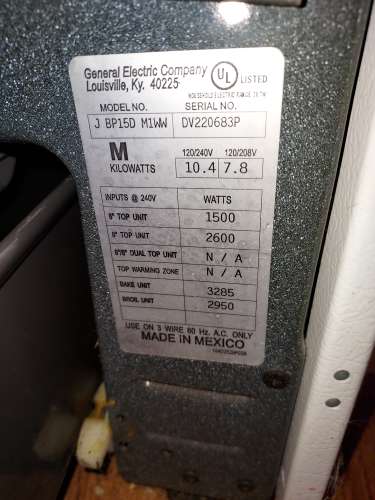 General Electric Company
Louisville, Ky. 40225
UL LISTED
HOUSEHOLD ELECTRIC RANGE
MODEL NO. SERIAL NO.
J BP15D M1WW DV220683P
M 120/240V 120/208V
KILOWATTS 10.4 7.8
INPUTS @ 240V WATTS
6" TOP UNIT 1500
8" TOP UNIT 2600
6"/9" DUAL TOP UNIT N / A
TOP WARMING ZONE N / A
BAKE UNIT 3285
BROIL UNIT 2950
USE ON 3 WIRE 60 Hz. A.C. ONLY
MADE IN MEXICO